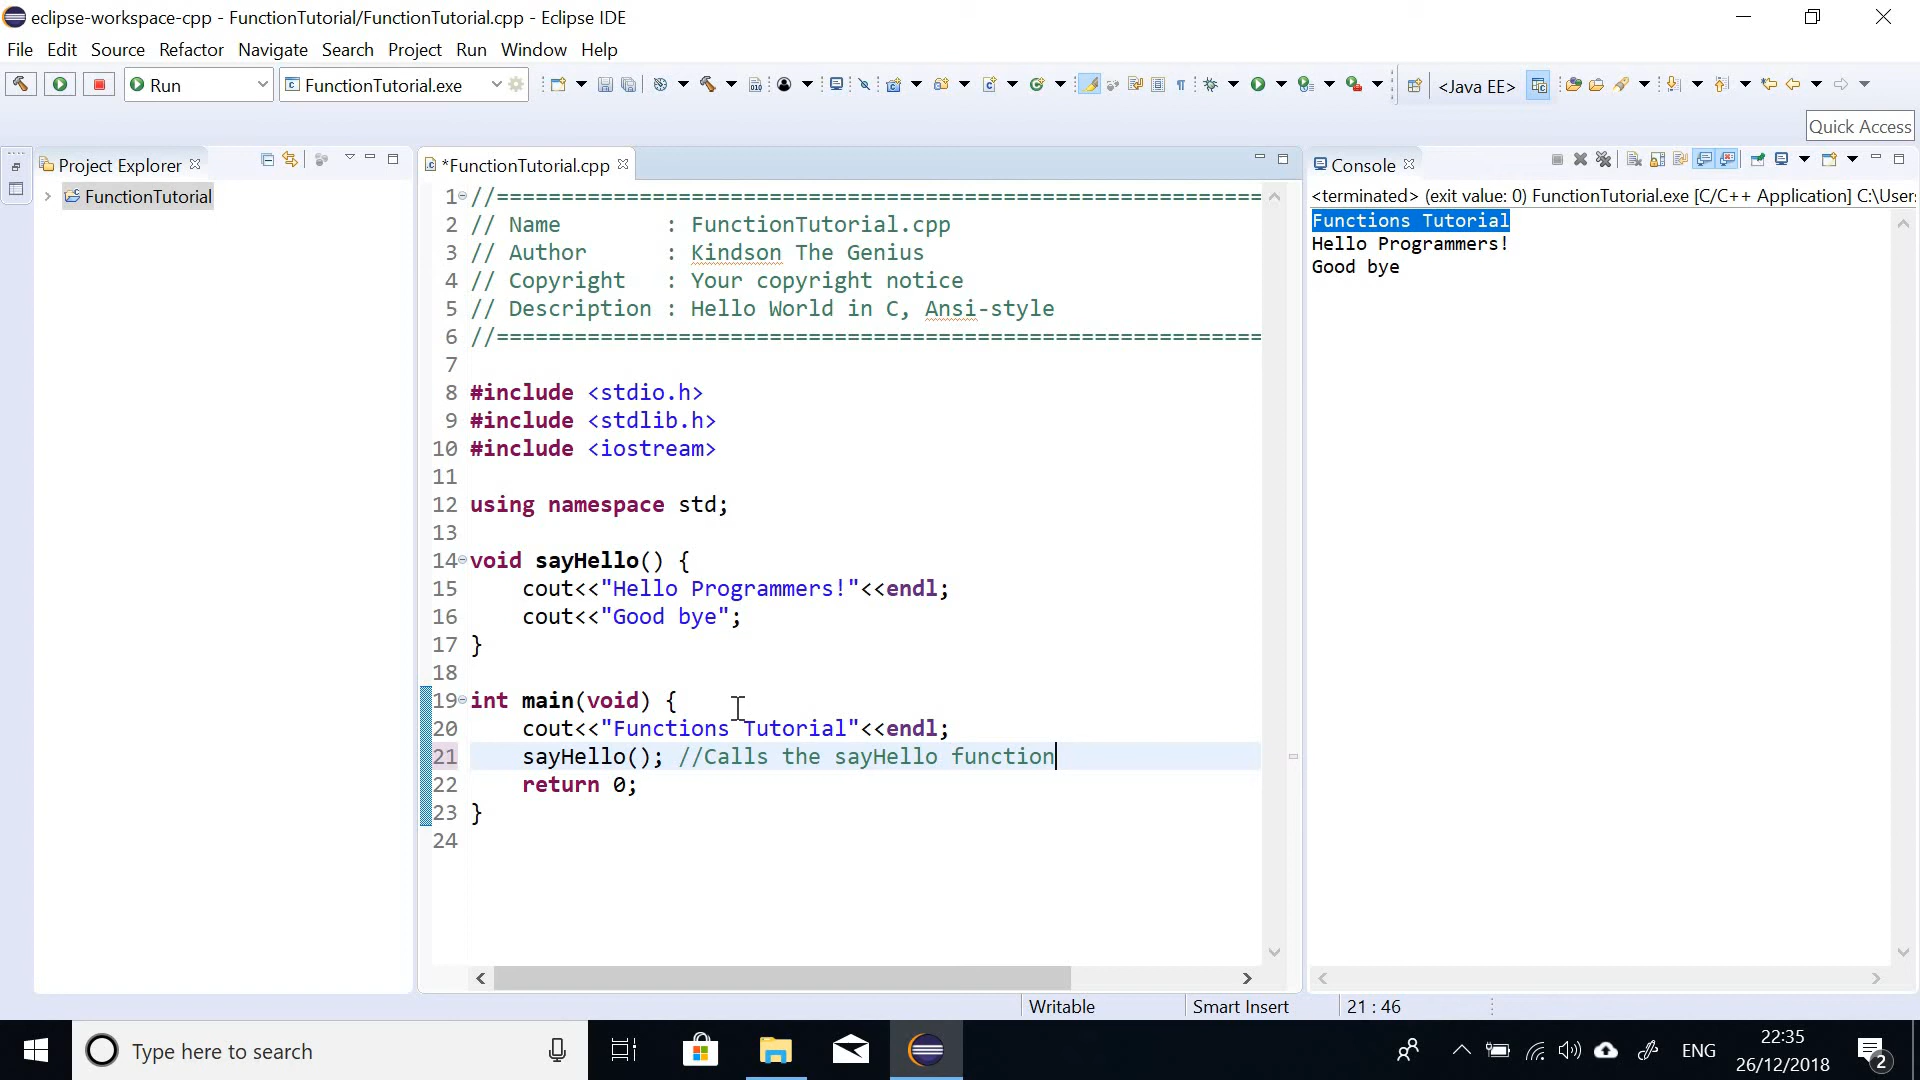 eclipse-workspace-cpp - FunctionTutorial/FunctionTutorial.cpp - Eclipse IDE
File Edit Source Refactor Navigate Search Project Run Window Help
Run FunctionTutorial.exe <Java EE>
Quick Access
Project Explorer
FunctionTutorial
*FunctionTutorial.cpp
1 //===========================================================
2 // Name        : FunctionTutorial.cpp
3 // Author      : Kindson The Genius
4 // Copyright   : Your copyright notice
5 // Description : Hello World in C, Ansi-style
6 //===========================================================
7
8 #include <stdio.h>
9 #include <stdlib.h>
10 #include <iostream>
11
12 using namespace std;
13
14 void sayHello() {
15     cout<<"Hello Programmers!"<<endl;
16     cout<<"Good bye";
17 }
18
19 int main(void) {
20     cout<<"Functions Tutorial"<<endl;
21     sayHello(); //Calls the sayHello function
22     return 0;
23 }
24
Console
<terminated> (exit value: 0) FunctionTutorial.exe [C/C++ Application] C:\User
Functions Tutorial
Hello Programmers!
Good bye
Writable Smart Insert 21 : 46
Type here to search
ENG
22:35
26/12/2018
2